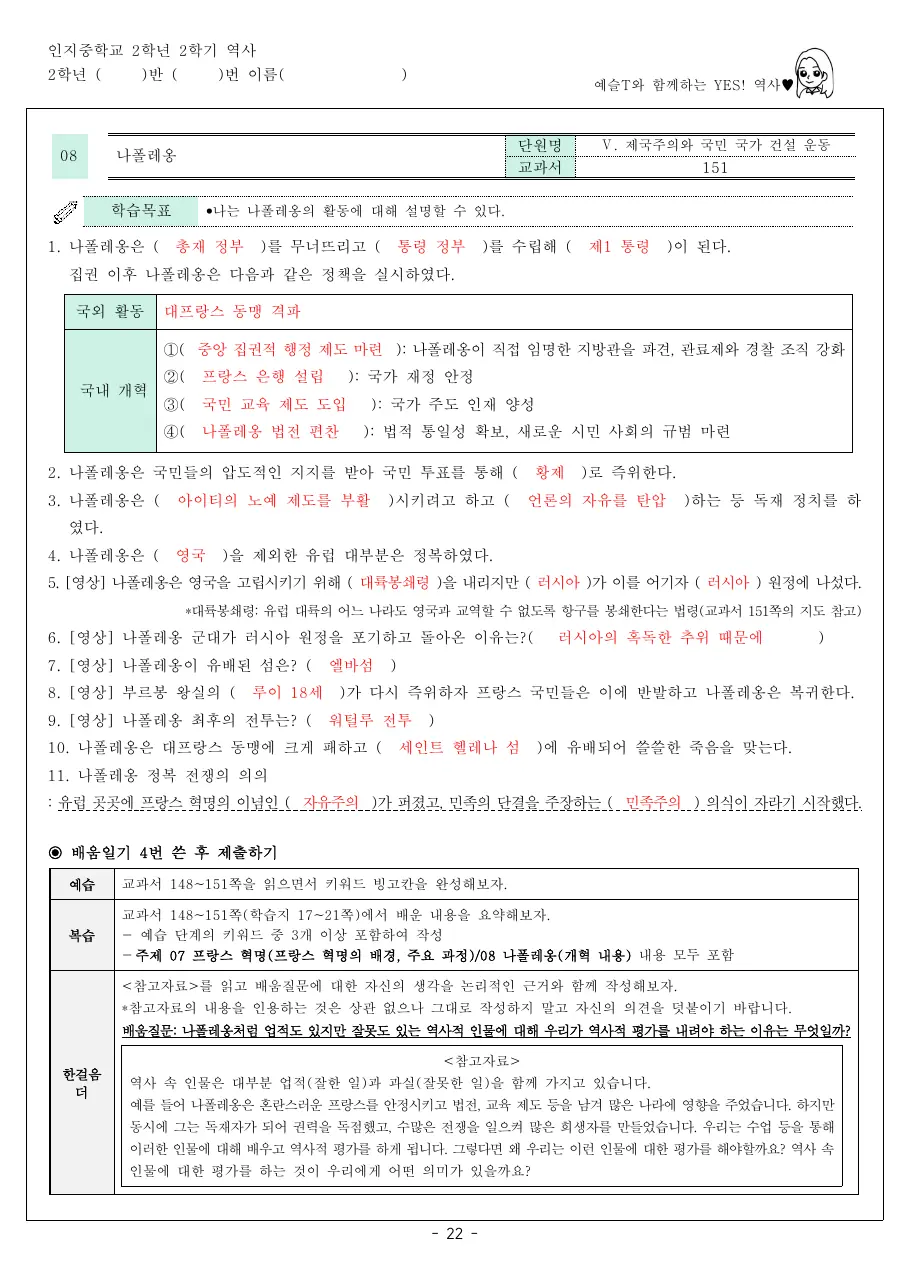 인지중학교 2학년 2학기 역사
2학년 ( )반 ( )번 이름( )
예슬T와 함께하는 YES! 역사♥
08
나폴레옹
단원명
Ⅴ. 제국주의와 국민 국가 건설 운동
교과서
151
학습목표
•나는 나폴레옹의 활동에 대해 설명할 수 있다.
1. 나폴레옹은 ( 총재 정부 )를 무너뜨리고 ( 통령 정부 )를 수립해 ( 제1 통령 )이 된다.
집권 이후 나폴레옹은 다음과 같은 정책을 실시하였다.
국외 활동
대프랑스 동맹 격파
국내 개혁
①( 중앙 집권적 행정 제도 마련 ): 나폴레옹이 직접 임명한 지방관을 파견, 관료제와 경찰 조직 강화
②( 프랑스 은행 설립 ): 국가 재정 안정
③( 국민 교육 제도 도입 ): 국가 주도 인재 양성
④( 나폴레옹 법전 편찬 ): 법적 통일성 확보, 새로운 시민 사회의 규범 마련
2. 나폴레옹은 국민들의 압도적인 지지를 받아 국민 투표를 통해 ( 황제 )로 즉위한다.
3. 나폴레옹은 ( 아이티의 노예 제도를 부활 )시키려고 하고 ( 언론의 자유를 탄압 )하는 등 독재 정치를 하
였다.
4. 나폴레옹은 ( 영국 )을 제외한 유럽 대부분은 정복하였다.
5. [영상] 나폴레옹은 영국을 고립시키기 위해 ( 대륙봉쇄령 )을 내리지만 ( 러시아 )가 이를 어기자 ( 러시아 ) 원정에 나섰다.
*대륙봉쇄령: 유럽 대륙의 어느 나라도 영국과 교역할 수 없도록 항구를 봉쇄한다는 법령(교과서 151쪽의 지도 참고)
6. [영상] 나폴레옹 군대가 러시아 원정을 포기하고 돌아온 이유는?( 러시아의 혹독한 추위 때문에 )
7. [영상] 나폴레옹이 유배된 섬은? ( 엘바섬 )
8. [영상] 부르봉 왕실의 ( 루이 18세 )가 다시 즉위하자 프랑스 국민들은 이에 반발하고 나폴레옹은 복귀한다.
9. [영상] 나폴레옹 최후의 전투는? ( 워털루 전투 )
10. 나폴레옹은 대프랑스 동맹에 크게 패하고 ( 세인트 헬레나 섬 )에 유배되어 쓸쓸한 죽음을 맞는다.
11. 나폴레옹 정복 전쟁의 의의
: 유럽 곳곳에 프랑스 혁명의 이념인 ( 자유주의 )가 퍼졌고, 민족의 단결을 주장하는 ( 민족주의 ) 의식이 자라기 시작했다.
◉ 배움일기 4번 쓴 후 제출하기
예습
교과서 148~151쪽을 읽으면서 키워드 빙고칸을 완성해보자.
복습
교과서 148~151쪽(학습지 17~21쪽)에서 배운 내용을 요약해보자.
- 예습 단계의 키워드 중 3개 이상 포함하여 작성
- 주제 07 프랑스 혁명(프랑스 혁명의 배경, 주요 과정)/08 나폴레옹(개혁 내용) 내용 모두 포함
한걸음
더
<참고자료>를 읽고 배움질문에 대한 자신의 생각을 논리적인 근거와 함께 작성해보자.
*참고자료의 내용을 인용하는 것은 상관 없으나 그대로 작성하지 말고 자신의 의견을 덧붙이기 바랍니다.
배움질문: 나폴레옹처럼 업적도 있지만 잘못도 있는 역사적 인물에 대해 우리가 역사적 평가를 내려야 하는 이유는 무엇일까?
<참고자료>
역사 속 인물은 대부분 업적(잘한 일)과 과실(잘못한 일)을 함께 가지고 있습니다.
예를 들어 나폴레옹은 혼란스러운 프랑스를 안정시키고 법전, 교육 제도 등을 남겨 많은 나라에 영향을 주었습니다. 하지만
동시에 그는 독재자가 되어 권력을 독점했고, 수많은 전쟁을 일으켜 많은 희생자를 만들었습니다. 우리는 수업 등을 통해
이러한 인물에 대해 배우고 역사적 평가를 하게 됩니다. 그렇다면 왜 우리는 이런 인물에 대한 평가를 해야할까요? 역사 속
인물에 대한 평가를 하는 것이 우리에게 어떤 의미가 있을까요?
- 22 -